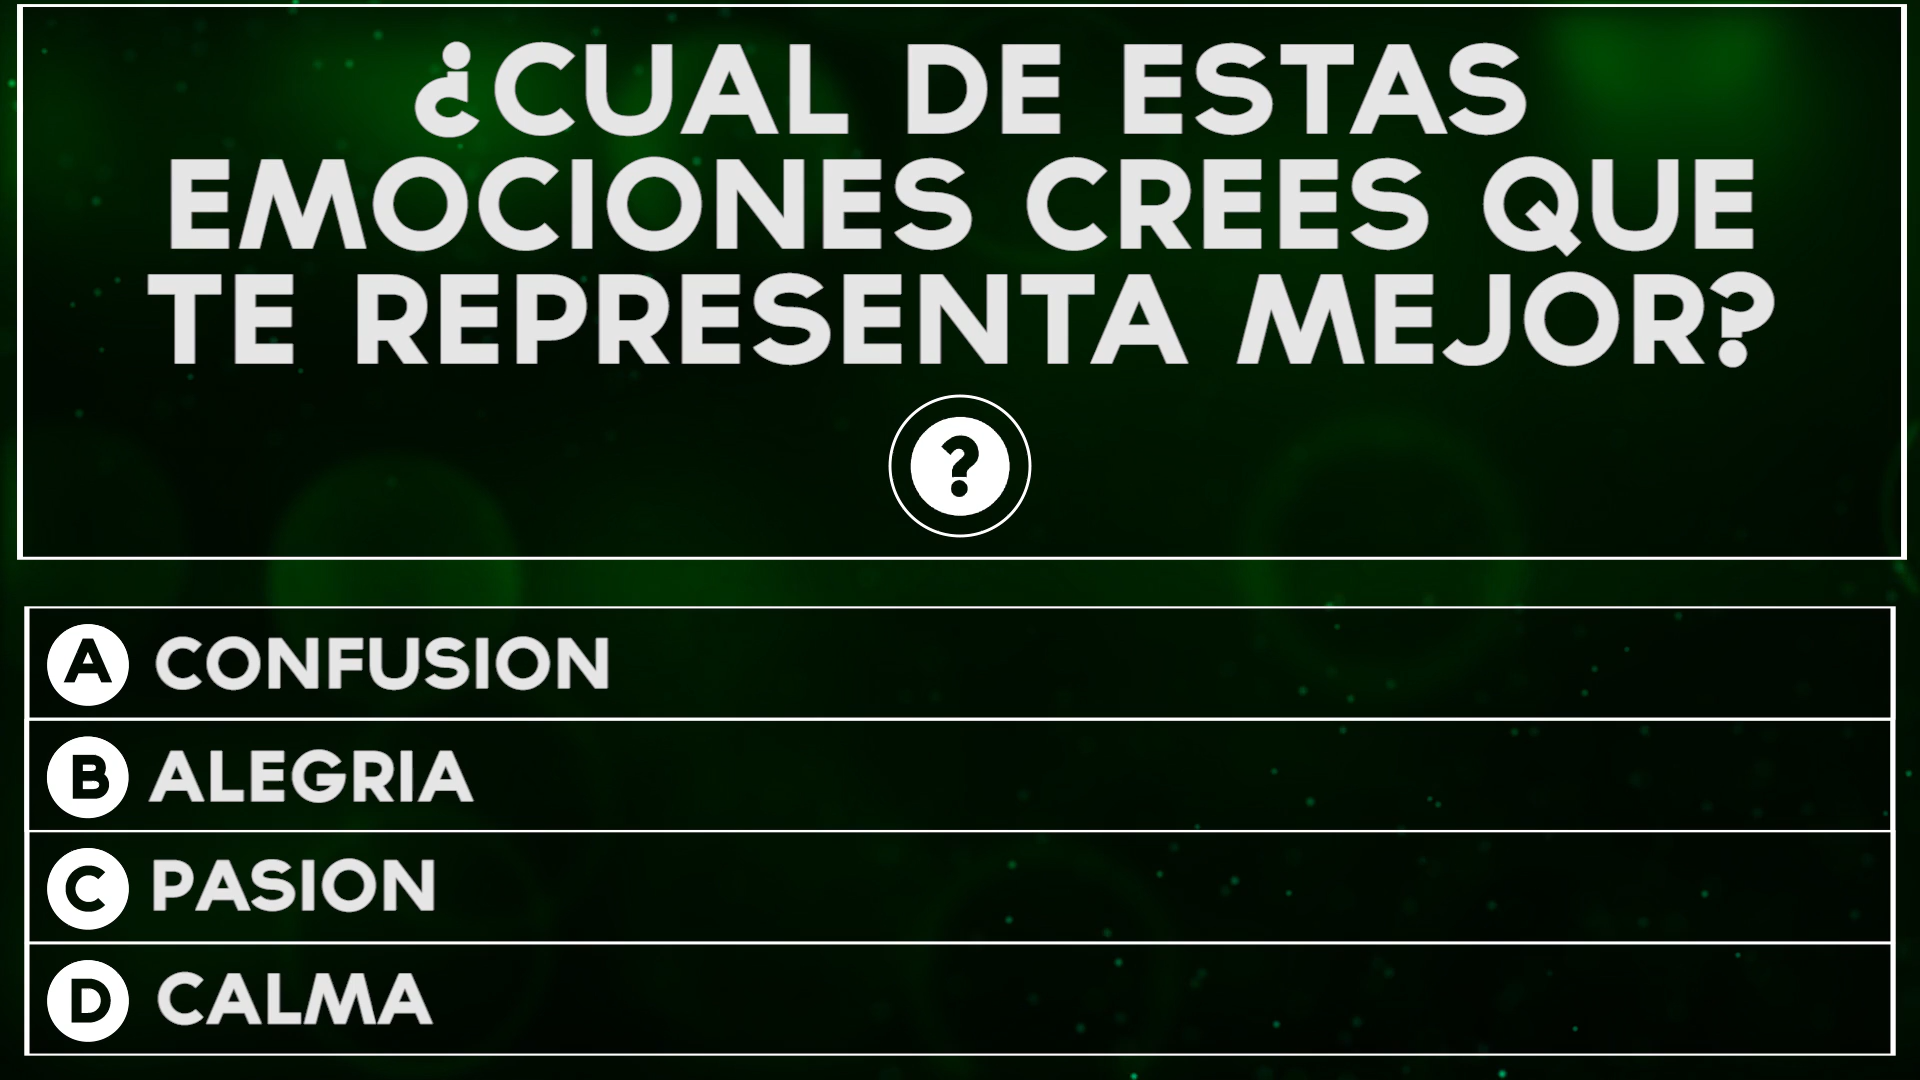 ¿CUAL DE ESTAS
EMOCIONES CREES QUE
TE REPRESENTA MEJOR?
?
A CONFUSION
B ALEGRIA
C PASION
D CALMA